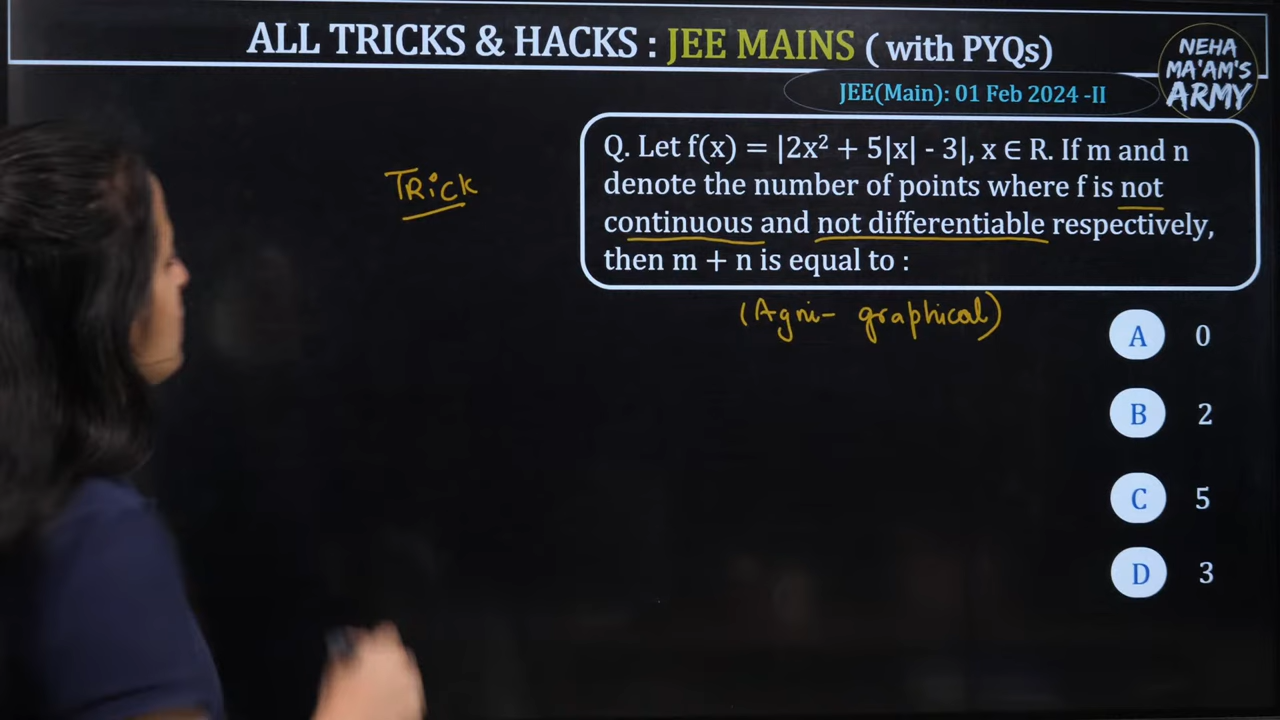 ALL TRICKS & HACKS : JEE MAINS ( with PYQs)
NEHA
MA'AM'S
ARMY
JEE(Main): 01 Feb 2024 -II
Q. Let f(x) = |2x² + 5|x| - 3|, x ∈ R. If m and n
denote the number of points where f is not
continuous and not differentiable respectively,
then m + n is equal to :
TRiCK
(Agni- graphical)
A 0
B 2
C 5
D 3